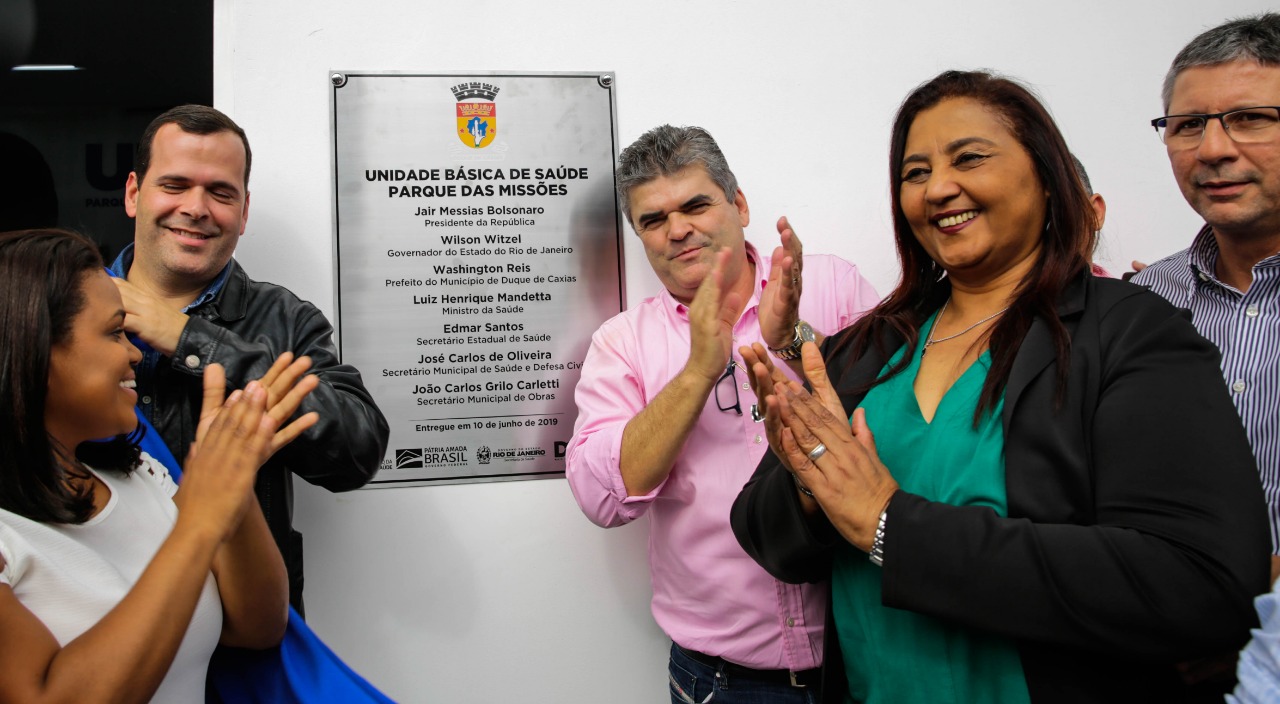 UNIDADE BÁSICA DE SAÚDE
PARQUE DAS MISSÕES
Jair Messias Bolsonaro
Presidente da República
Wilson Witzel
Governador do Estado do Rio de Janeiro
Washington Reis
Prefeito do Município de Duque de Caxias
Luiz Henrique Mandetta
Ministro da Saúde
Edmar Santos
Secretário Estadual de Saúde
José Carlos de Oliveira
Secretário Municipal de Saúde e Defesa Civi
João Carlos Grilo Carletti
Secretário Municipal de Obras
Entregue em 10 de junho de 2019
PÁTRIA AMADA
BRASIL
GOVERNO FEDERAL
RIO DE JANEIRO